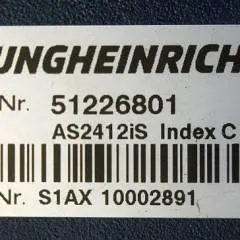 UNGHEINRICH
Nr. 51226801
AS2412iS Index C
Nr. S1AX 10002891